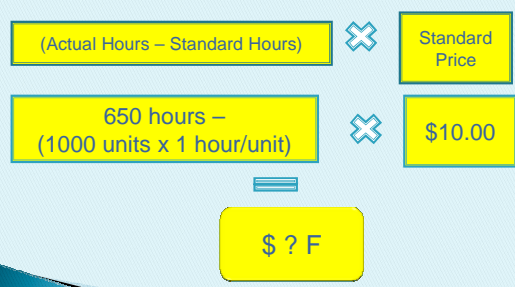 (Actual Hours – Standard Hours)
Standard
Price
650 hours –
(1000 units x 1 hour/unit)
$10.00
$ ? F